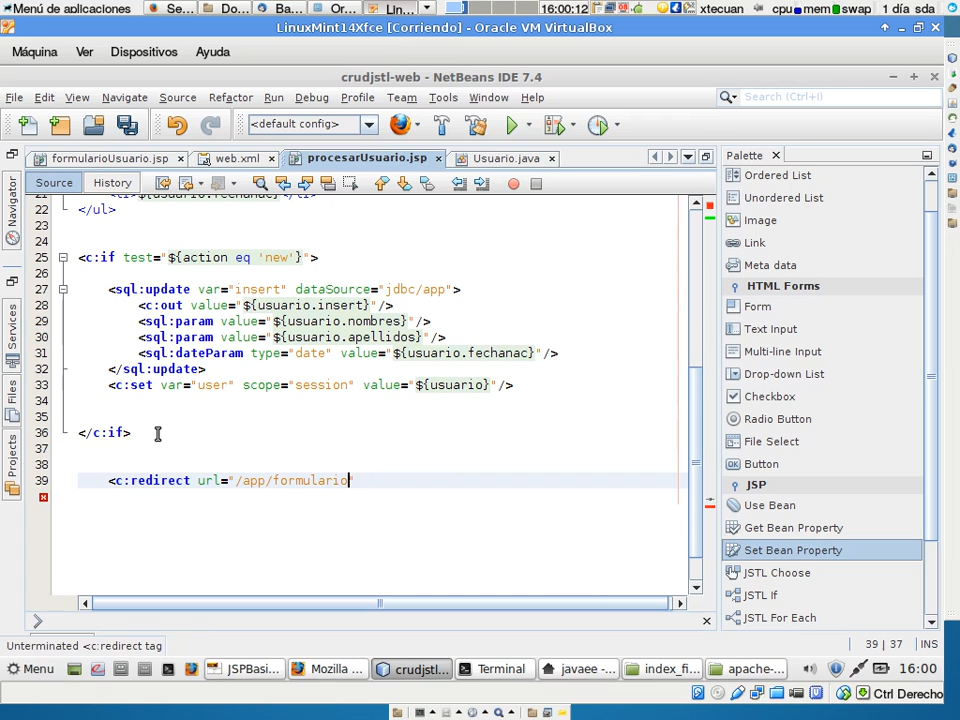 Menú de aplicaciones Se... Do... Ba... Or... Lin... 16:00:12 xtecuan cpu mem swap 1 día sda
LinuxMint14Xfce [Corriendo] - Oracle VM VirtualBox
Máquina Ver Dispositivos Ayuda
crudjstl-web - NetBeans IDE 7.4
File Edit View Navigate Source Refactor Run Debug Profile Team Tools Window Help
Search (Ctrl+I)
<default config>
formularioUsuario.jsp web.xml procesarUsuario.jsp Usuario.java
Palette
Source History
Navigator
Services
Files
Projects
22 </ul>
23
24
25 <c:if test="${action eq 'new'}">
26
27 <sql:update var="insert" dataSource="jdbc/app">
28 <c:out value="${usuario.insert}"/>
29 <sql:param value="${usuario.nombres}"/>
30 <sql:param value="${usuario.apellidos}"/>
31 <sql:dateParam type="date" value="${usuario.fechanac}"/>
32 </sql:update>
33 <c:set var="user" scope="session" value="${usuario}"/>
34
35
36 </c:if>
37
38
39 <c:redirect url="/app/formulario"
Ordered List
Unordered List
Image
Link
Meta data
HTML Forms
Form
Text Input
Multi-line Input
Drop-down List
Checkbox
Radio Button
File Select
Button
JSP
Use Bean
Get Bean Property
Set Bean Property
JSTL Choose
JSTL If
JSTL For Each
Unterminated <c:redirect tag
39 | 37 INS
Menu JSPBasi... Mozilla ... crudjstl... Terminal javaee -... index_fi... apache-... 16:00
Ctrl Derecho